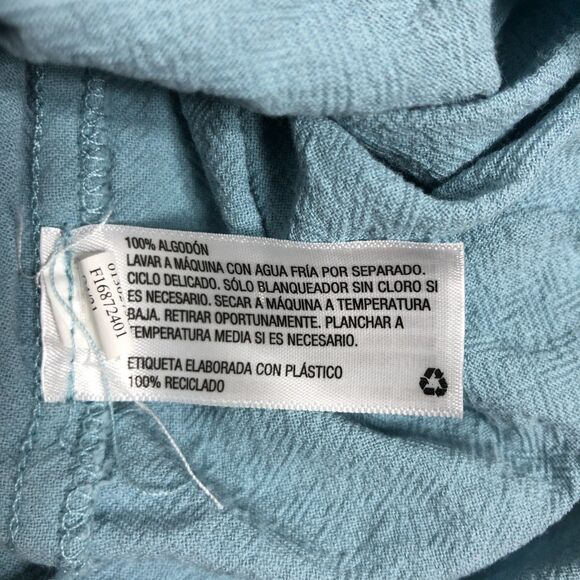 100% ALGODÓN
LAVAR A MÁQUINA CON AGUA FRÍA POR SEPARADO.
CICLO DELICADO. SÓLO BLANQUEADOR SIN CLORO SI
ES NECESARIO. SECAR A MÁQUINA A TEMPERATURA
BAJA. RETIRAR OPORTUNAMENTE. PLANCHAR A
TEMPERATURA MEDIA SI ES NECESARIO.
ETIQUETA ELABORADA CON PLÁSTICO
100% RECICLADO
F16872401